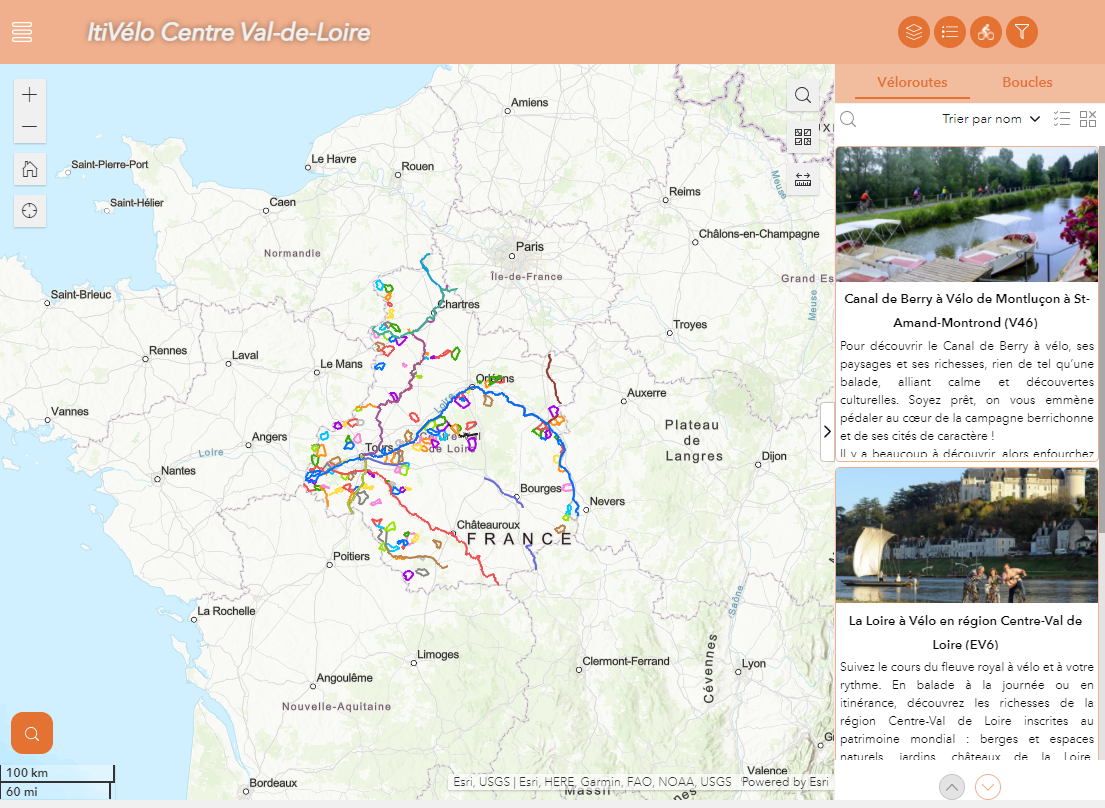 ItiVélo Centre Val-de-Loire
Véloroutes
Boucles
Trier par nom
Canal de Berry à Vélo de Montluçon à St-
Amand-Montrond (V46)
Pour découvrir le Canal de Berry à vélo, ses
paysages et ses richesses, rien de tel qu'une
balade, alliant calme et découvertes
culturelles. Soyez prêt, on vous emmène
pédaler au cœur de la campagne berrichonne
et de ses cités de caractère !
Il y a beaucoup à découvrir, alors enfourchez
La Loire à Vélo en région Centre-Val de
Loire (EV6)
Suivez le cours du fleuve royal à vélo et à votre
rythme. En balade à la journée ou en
itinérance, découvrez les richesses de la
région Centre-Val de Loire inscrites au
patrimoine mondial : berges et espaces
naturels, jardins, châteaux de la Loire,
Amiens
Saint-Pierre-Port
Le Havre
Rouen
Reims
Meuse
Saint-Hélier
Caen
Châlons-en-Champagne
Paris
Normandie
Île-de-France
Grand Es
Saint-Brieuc
Chartres
Meuse
Troyes
Rennes
Laval
Le Mans
Orléans
Auxerre
Vannes
Loire
Plateau
de
Langres
Angers
Tours
de Loire
Dijon
Loire
Nantes
Bourges
Nevers
Châteauroux
FRANCE
Poitiers
Saône
La Rochelle
Limoges
Clermont-Ferrand
Lyon
Cévennes
Angoulême
Nouvelle-Aquitaine
Valence
Bordeaux
Massif
100 km
60 mi
Esri, USGS | Esri, HERE, Garmin, FAO, NOAA, USGS
Powered by Esri